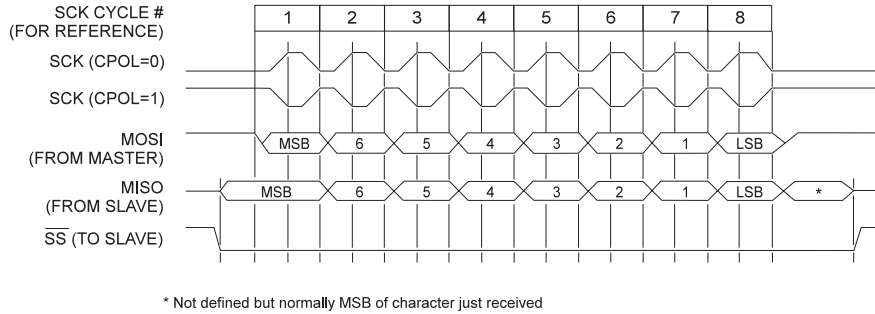 SCK CYCLE #
(FOR REFERENCE)
1 2 3 4 5 6 7 8
SCK (CPOL=0)
SCK (CPOL=1)
MOSI
(FROM MASTER)
MSB 6 5 4 3 2 1 LSB
MISO
(FROM SLAVE)
MSB 6 5 4 3 2 1 LSB *
SS (TO SLAVE)
* Not defined but normally MSB of character just received